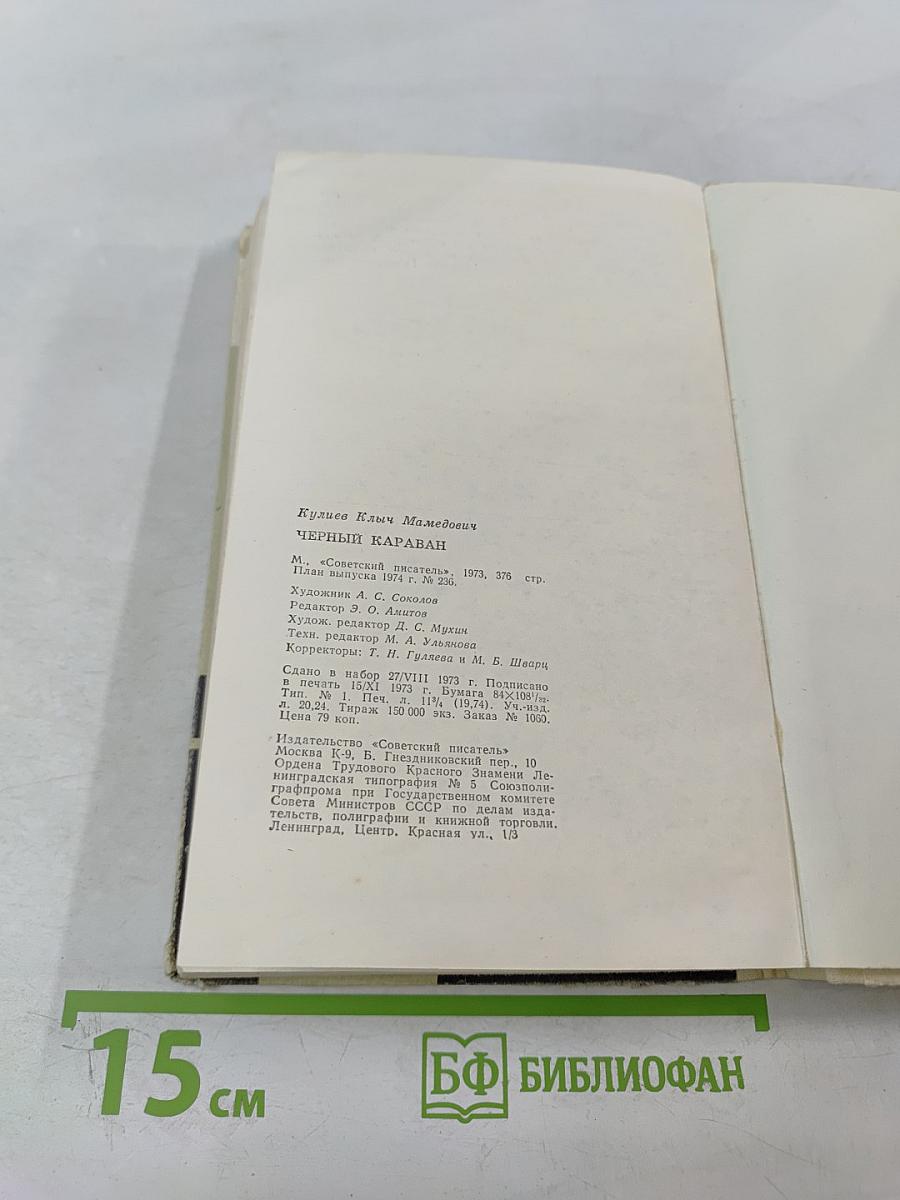 Кулиев Клыч Мамедович
ЧЕРНЫЙ КАРАВАН
М., «Советский писатель», 1973, 376 стр.
План выпуска 1974 г. № 236.
Художник А. С. Соколов
Редактор Э. О. Амитов
Худож. редактор Д. С. Мухин
Техн. редактор М. А. Ульянова
Корректоры: Т. Н. Гуляева и М. Б. Шварц
Сдано в набор 27/VIII 1973 г. Подписано
в печать 15/XI 1973 г. Бумага 84×108¹/₃₂.
Тип. № 1. Печ. л. 11³/₄ (19,74). Уч.-изд.
л. 20,24. Тираж 150 000 экз. Заказ № 1060.
Цена 79 коп.
Издательство «Советский писатель»
Москва К-9, Б. Гнездниковский пер., 10
Ордена Трудового Красного Знамени Ле-
нинградская типография № 5 Союзполи-
графпрома при Государственном комитете
Совета Министров СССР по делам изда-
тельств, полиграфии и книжной торговли.
Ленинград, Центр, Красная ул., 1/3
15 см
БФ БИБЛИОФАН